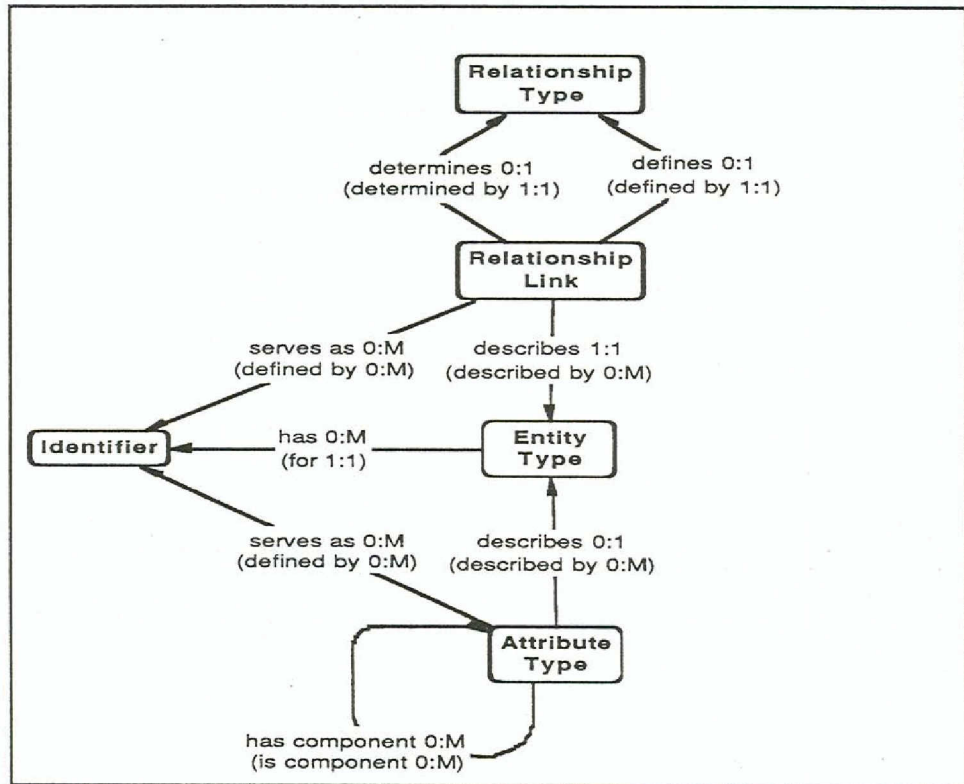 Relationship
Type
determines 0:1
(determined by 1:1)
defines 0:1
(defined by 1:1)
Relationship
Link
serves as 0:M
(defined by 0:M)
describes 1:1
(described by 0:M)
Identifier
has 0:M
(for 1:1)
Entity
Type
serves as 0:M
(defined by 0:M)
describes 0:1
(described by 0:M)
Attribute
Type
has component 0:M
(is component 0:M)